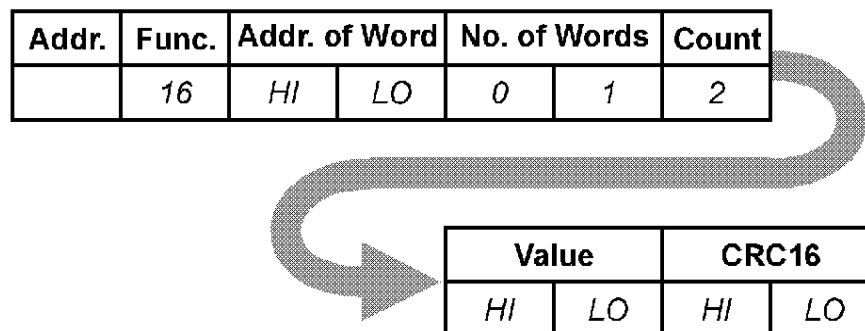 Addr. Func. Addr. of Word No. of Words Count
16 HI LO 0 1 2
Value CRC16
HI LO HI LO